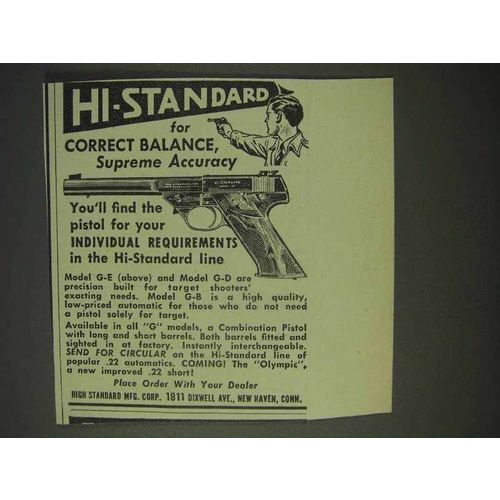 HI-STANDARD
for
CORRECT BALANCE,
Supreme Accuracy
HI-STANDARD
You'll find the
pistol for your
INDIVIDUAL REQUIREMENTS
in the Hi-Standard line
Model G-E (above) and Model G-D are
precision built for target shooters'
exacting needs. Model G-B is a high quality,
low-priced automatic for those who do not need
a pistol solely for target.
Available in all "G" models, a Combination Pistol
with long and short barrels. Both barrels fitted and
sighted in at factory. Instantly interchangeable.
SEND FOR CIRCULAR on the Hi-Standard line of
popular .22 automatics. COMING! The "Olympic",
a new improved .22 short!
Place Order With Your Dealer
HIGH STANDARD MFG. CORP. 1811 DIXWELL AVE., NEW HAVEN, CONN.